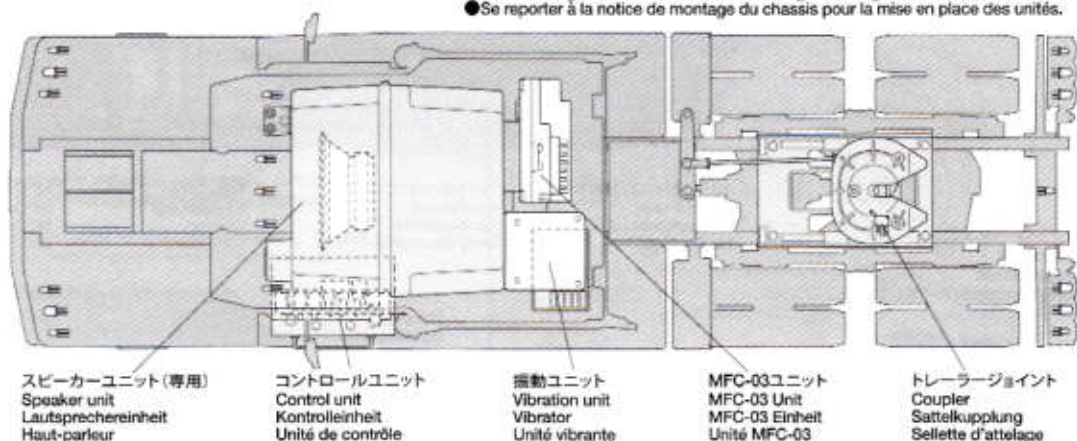 ●Se reporter à la notice de montage du chassis pour la mise en place des unités.
スピーカーユニット(専用)
Speaker unit
Lautsprechereinheit
Haut-parleur
コントロールユニット
Control unit
Kontrolleinheit
Unité de contrôle
振動ユニット
Vibration unit
Vibrator
Unité vibrante
MFC-03ユニット
MFC-03 Unit
MFC-03 Einheit
Unité MFC-03
トレーラージョイント
Coupler
Sattelkupplung
Sellette d'attelage